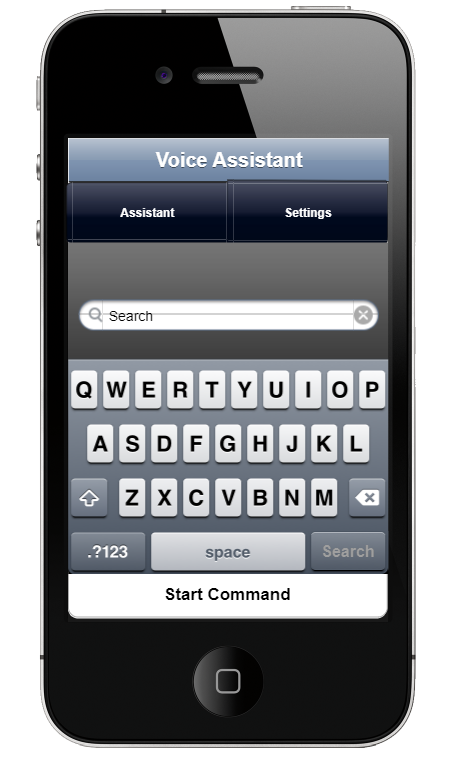 Voice Assistant
Assistant Settings
Search
Q W E R T Y U I O P
A S D F G H J K L
Z X C V B N M
.?123 space Search
Start Command